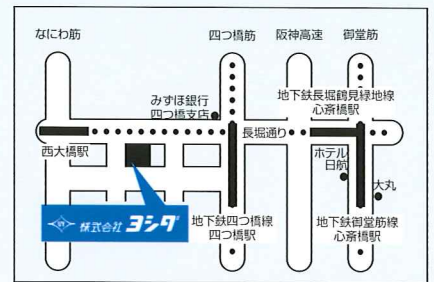 なにわ筋
四つ橋筋
阪神高速
御堂筋
みずほ銀行
四つ橋支店
地下鉄長堀鶴見緑地線
心斎橋駅
長堀通り
西大橋駅
ホテル
日航
大丸
株式会社 ヨシダ
地下鉄四つ橋線
四つ橋駅
地下鉄御堂筋線
心斎橋駅